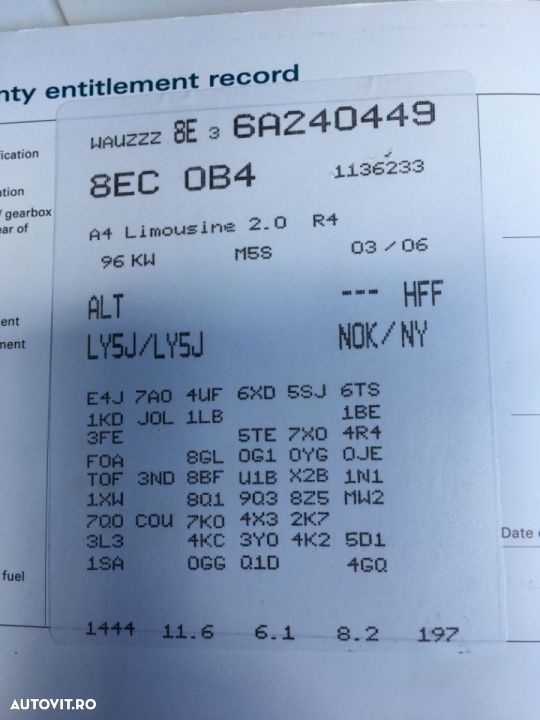 nty entitlement record
ication
ation
/ gearbox
ear of
ent
ment
fuel
WAUZZZ 8E 3 6A240449
8EC 0B4 1136233
A4 Limousine 2.0 R4
96 KW M5S 03/06
ALT --- HFF
LY5J/LY5J NOK/NY
E4J 7A0 4UF 6XD 5SJ 6TS
1KD J0L 1LB 1BE
3FE 5TE 7X0 4R4
F0A 8GL 0G1 0YG 0JE
T0F 3ND 8BF U1B X2B 1N1
1XW 8Q1 9Q3 8Z5 MW2
7Q0 C0U 7K0 4X3 2K7
3L3 4KC 3Y0 4K2 5D1
1SA 0GG Q1D 4GQ
1444 11.6 6.1 8.2 197
Date
AUTOVIT.RO